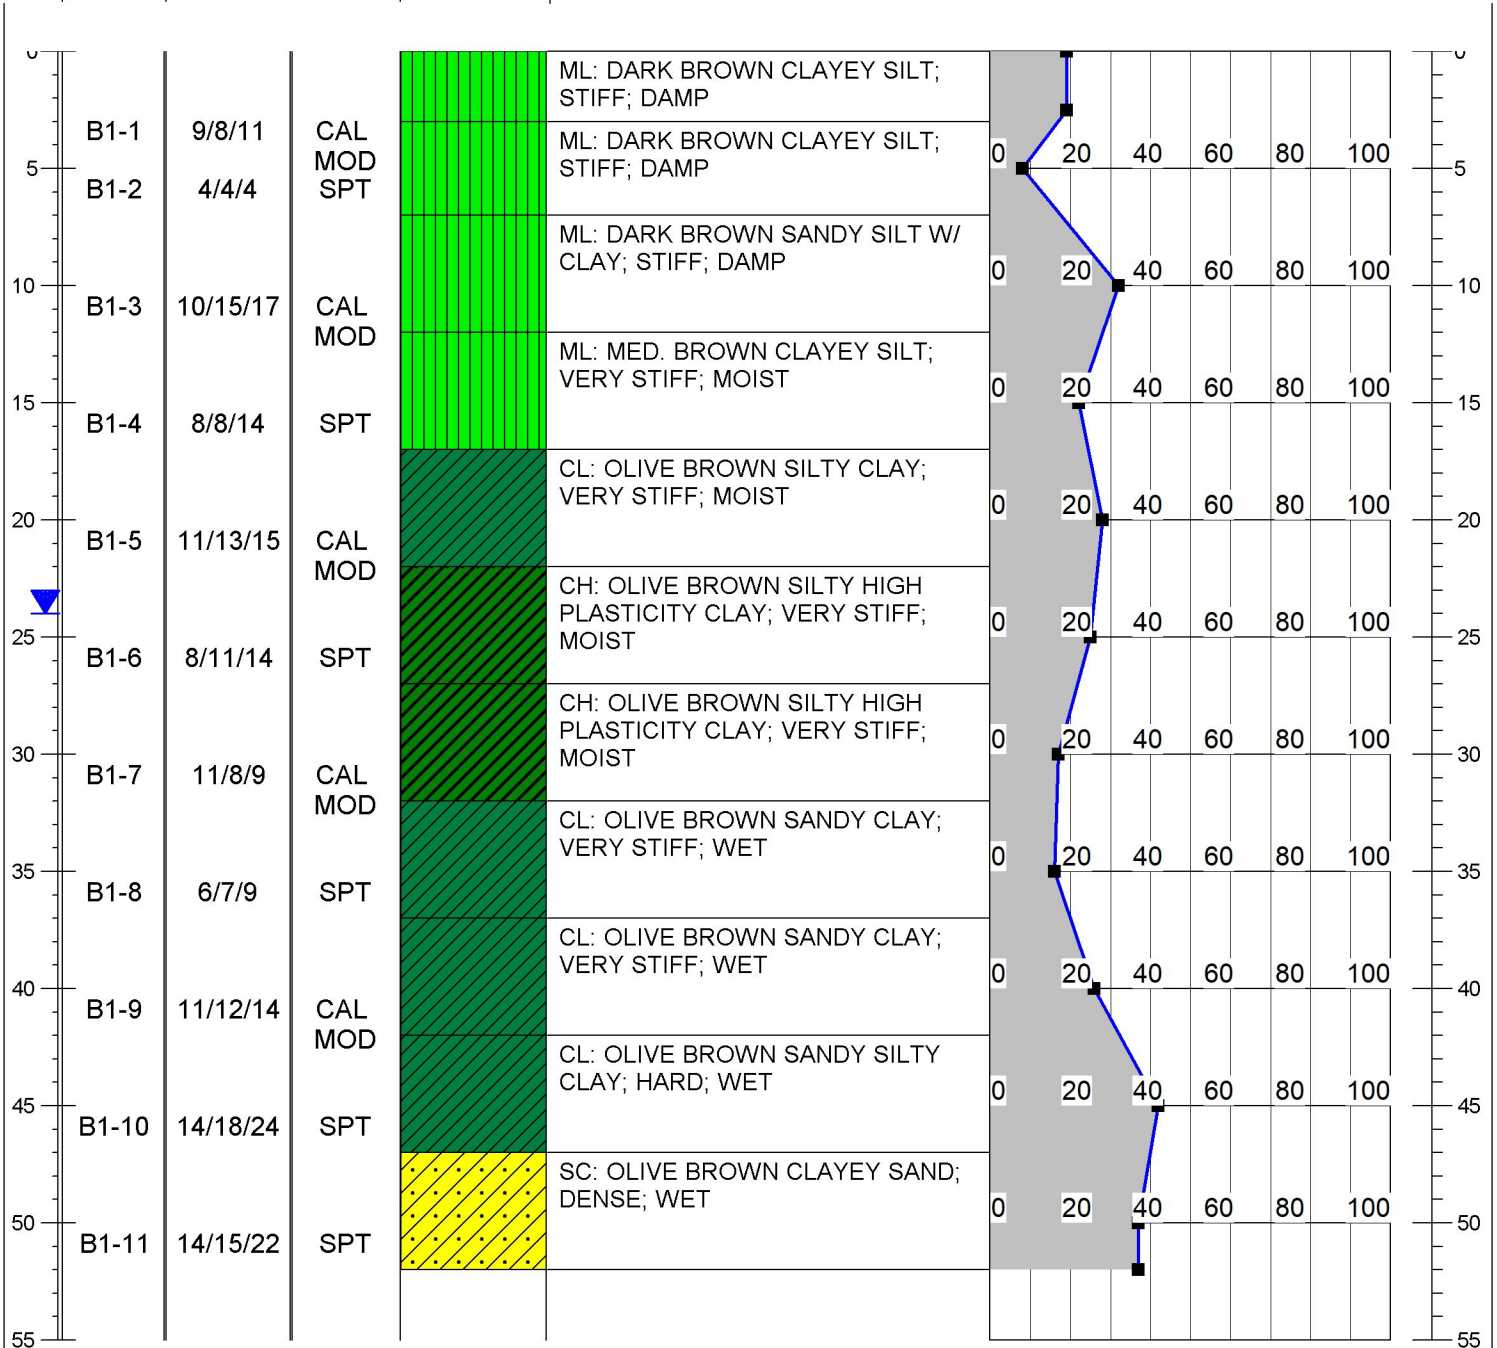 0
ML: DARK BROWN CLAYEY SILT;
STIFF; DAMP
0
B1-1 9/8/11 CAL
MOD
ML: DARK BROWN CLAYEY SILT;
STIFF; DAMP
0 20 40 60 80 100
5
5
B1-2 4/4/4 SPT
ML: DARK BROWN SANDY SILT W/
CLAY; STIFF; DAMP
0 20 40 60 80 100
10
10
B1-3 10/15/17 CAL
MOD
ML: MED. BROWN CLAYEY SILT;
VERY STIFF; MOIST
0 20 40 60 80 100
15
15
B1-4 8/8/14 SPT
CL: OLIVE BROWN SILTY CLAY;
VERY STIFF; MOIST
0 20 40 60 80 100
20
20
B1-5 11/13/15 CAL
MOD
CH: OLIVE BROWN SILTY HIGH
PLASTICITY CLAY; VERY STIFF;
MOIST
0 20 40 60 80 100
25
25
B1-6 8/11/14 SPT
CH: OLIVE BROWN SILTY HIGH
PLASTICITY CLAY; VERY STIFF;
MOIST
0 20 40 60 80 100
30
30
B1-7 11/8/9 CAL
MOD
CL: OLIVE BROWN SANDY CLAY;
VERY STIFF; WET
0 20 40 60 80 100
35
35
B1-8 6/7/9 SPT
CL: OLIVE BROWN SANDY CLAY;
VERY STIFF; WET
0 20 40 60 80 100
40
40
B1-9 11/12/14 CAL
MOD
CL: OLIVE BROWN SANDY SILTY
CLAY; HARD; WET
0 20 40 60 80 100
45
45
B1-10 14/18/24 SPT
SC: OLIVE BROWN CLAYEY SAND;
DENSE; WET
0 20 40 60 80 100
50
50
B1-11 14/15/22 SPT
55
55